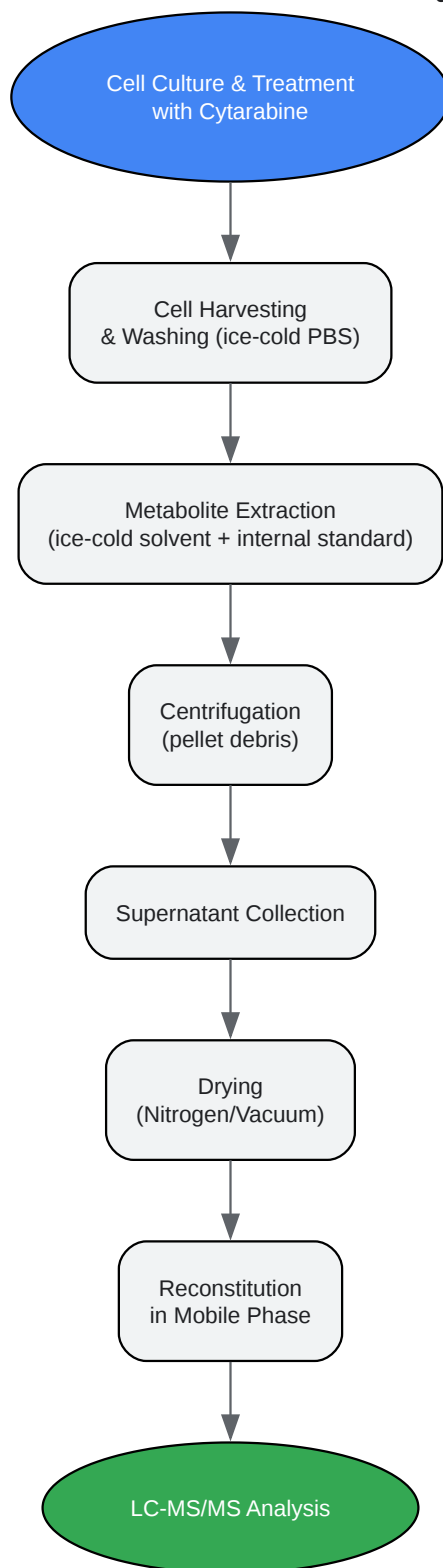 Cell Culture & Treatment
with Cytarabine
Cell Harvesting
& Washing (ice-cold PBS)
Metabolite Extraction
(ice-cold solvent + internal standard)
Centrifugation
(pellet debris)
Supernatant Collection
Drying
(Nitrogen/Vacuum)
Reconstitution
in Mobile Phase
LC-MS/MS Analysis